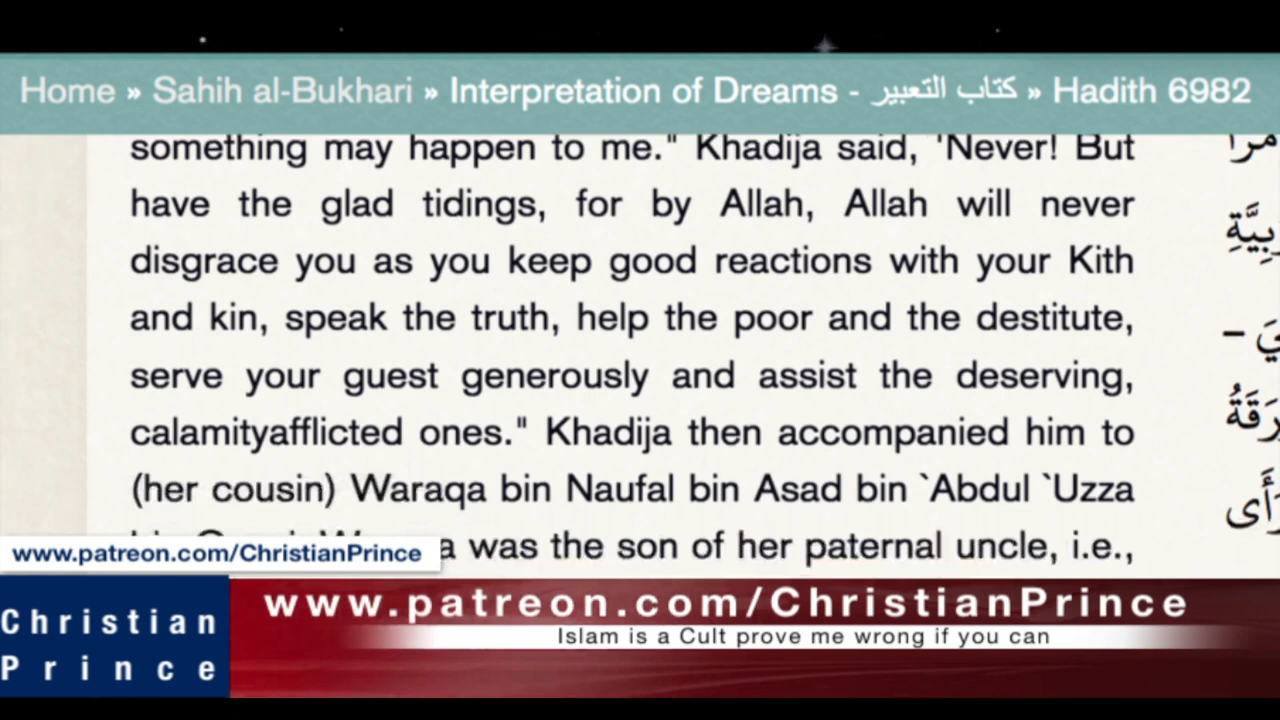 Home » Sahih al-Bukhari » Interpretation of Dreams - كتاب التعبير » Hadith 6982
something may happen to me." Khadija said, 'Never! But
have the glad tidings, for by Allah, Allah will never
disgrace you as you keep good reactions with your Kith
and kin, speak the truth, help the poor and the destitute,
serve your guest generously and assist the deserving,
calamityafflicted ones." Khadija then accompanied him to
(her cousin) Waraqa bin Naufal bin Asad bin `Abdul `Uzza
was the son of her paternal uncle, i.e.,
www.patreon.com/ChristianPrince
Christian
Prince
www.patreon.com/ChristianPrince
Islam is a Cult prove me wrong if you can